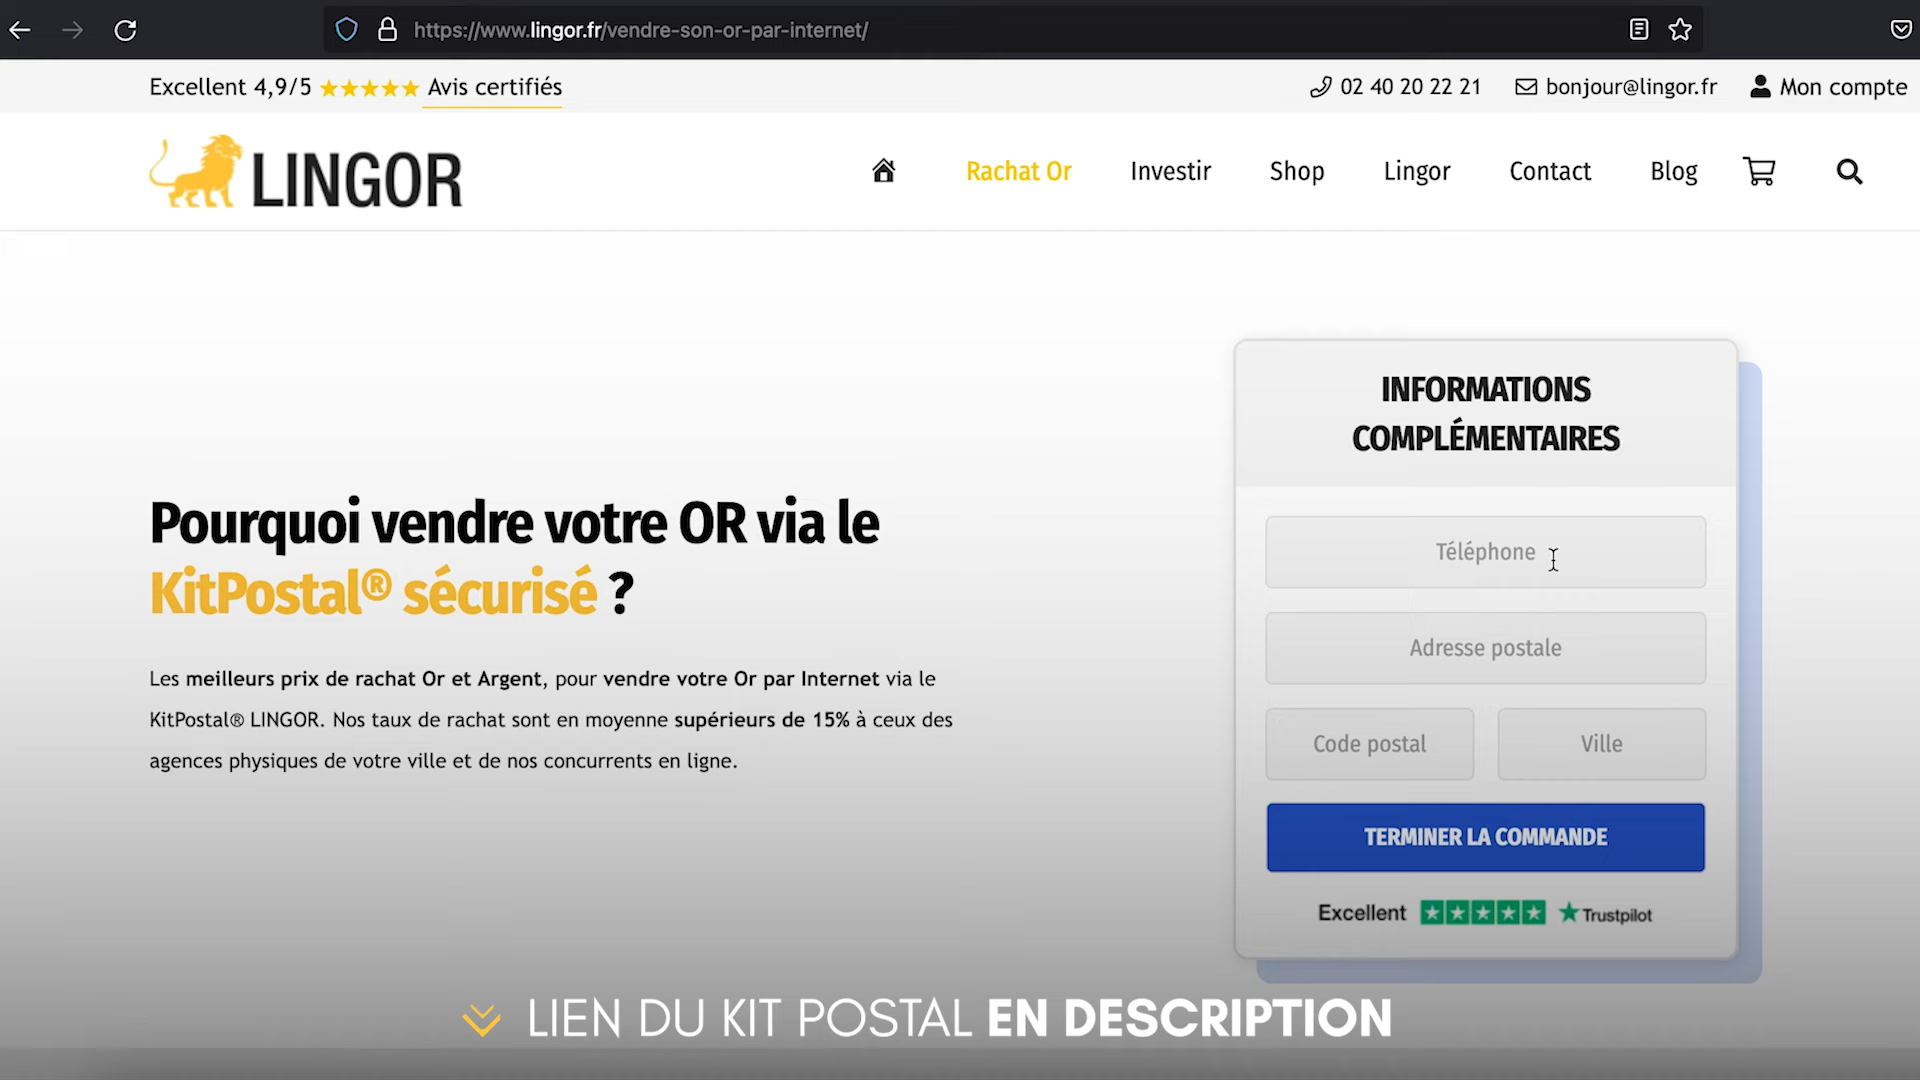 https://www.lingor.fr/vendre-son-or-par-internet/
Excellent 4,9/5 Avis certifiés
02 40 20 22 21
bonjour@lingor.fr
Mon compte
LINGOR
Rachat Or
Investir
Shop
Lingor
Contact
Blog
Pourquoi vendre votre OR via le
KitPostal® sécurisé ?
Les meilleurs prix de rachat Or et Argent, pour vendre votre Or par Internet via le
KitPostal® LINGOR. Nos taux de rachat sont en moyenne supérieurs de 15% à ceux des
agences physiques de votre ville et de nos concurrents en ligne.
INFORMATIONS
COMPLÉMENTAIRES
Téléphone
Adresse postale
Code postal
Ville
TERMINER LA COMMANDE
Excellent
Trustpilot
LIEN DU KIT POSTAL EN DESCRIPTION